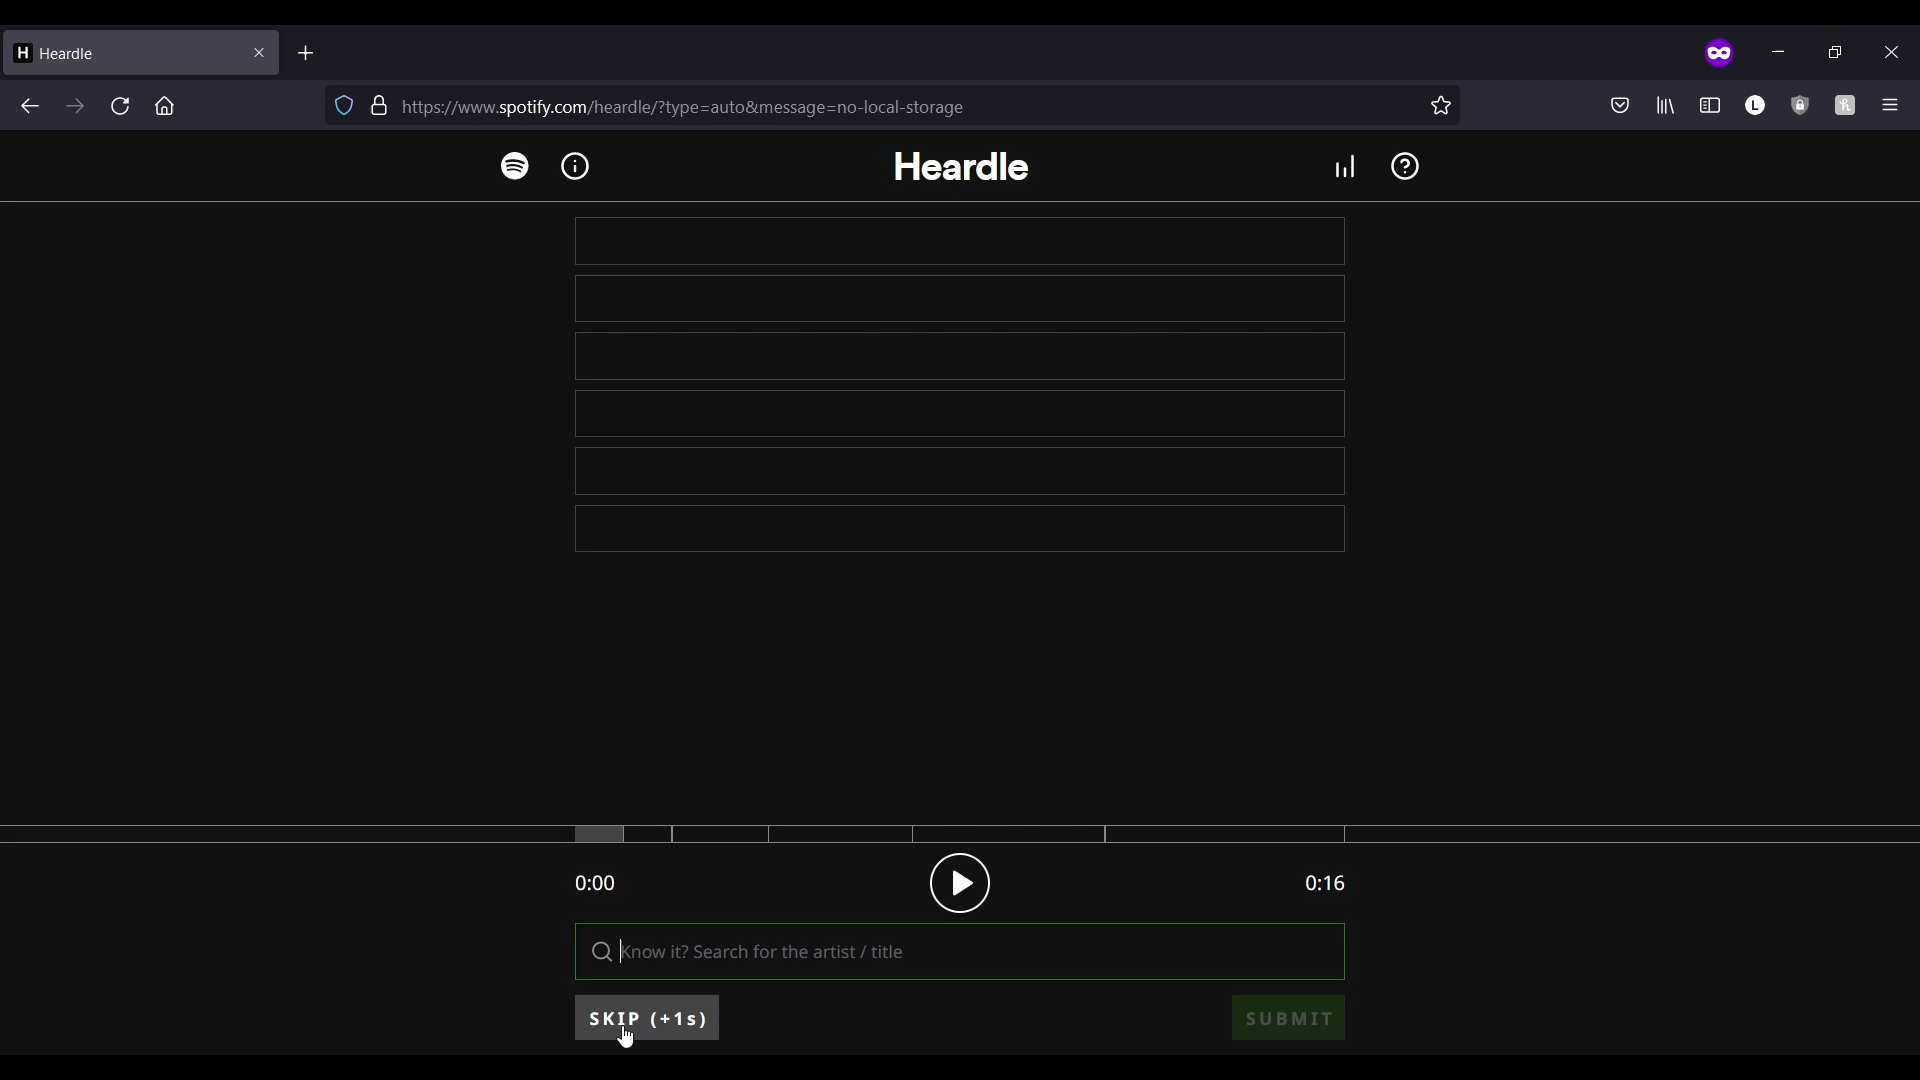 H Heardle
https://www.spotify.com/heardle/?type=auto&message=no-local-storage
L
Heardle
0:00
0:16
Know it? Search for the artist / title
SKIP (+1s)
SUBMIT